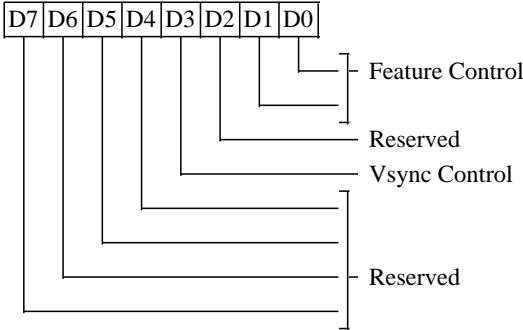 D7 D6 D5 D4 D3 D2 D1 D0
Feature Control
Reserved
Vsync Control
Reserved